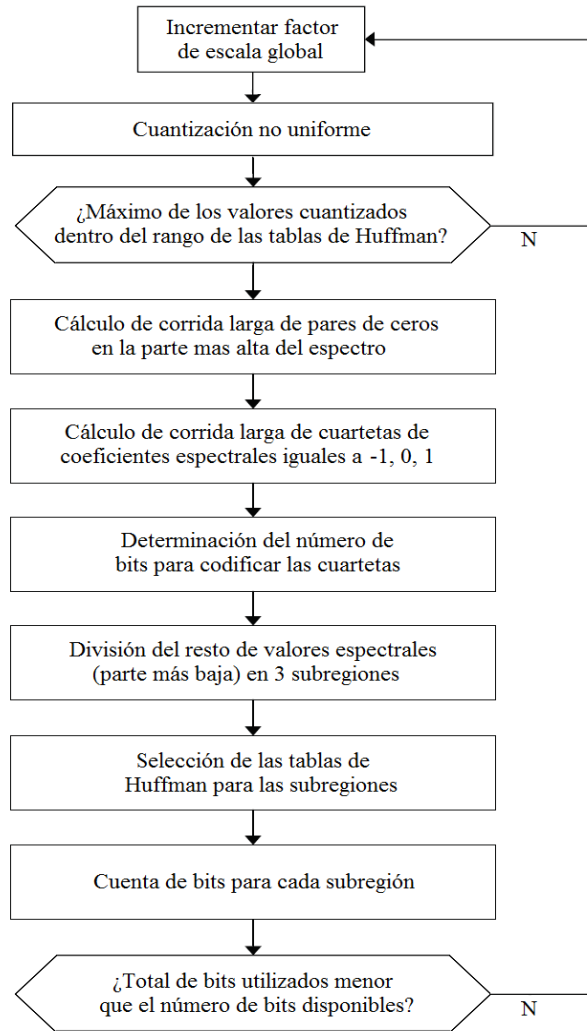 Incrementar factor
de escala global
Cuantización no uniforme
¿Máximo de los valores cuantizados
dentro del rango de las tablas de Huffman?
N
Cálculo de corrida larga de pares de ceros
en la parte mas alta del espectro
Cálculo de corrida larga de cuartetas de
coeficientes espectrales iguales a -1, 0, 1
Determinación del número de
bits para codificar las cuartetas
División del resto de valores espectrales
(parte más baja) en 3 subregiones
Selección de las tablas de
Huffman para las subregiones
Cuenta de bits para cada subregión
¿Total de bits utilizados menor
que el número de bits disponibles?
N